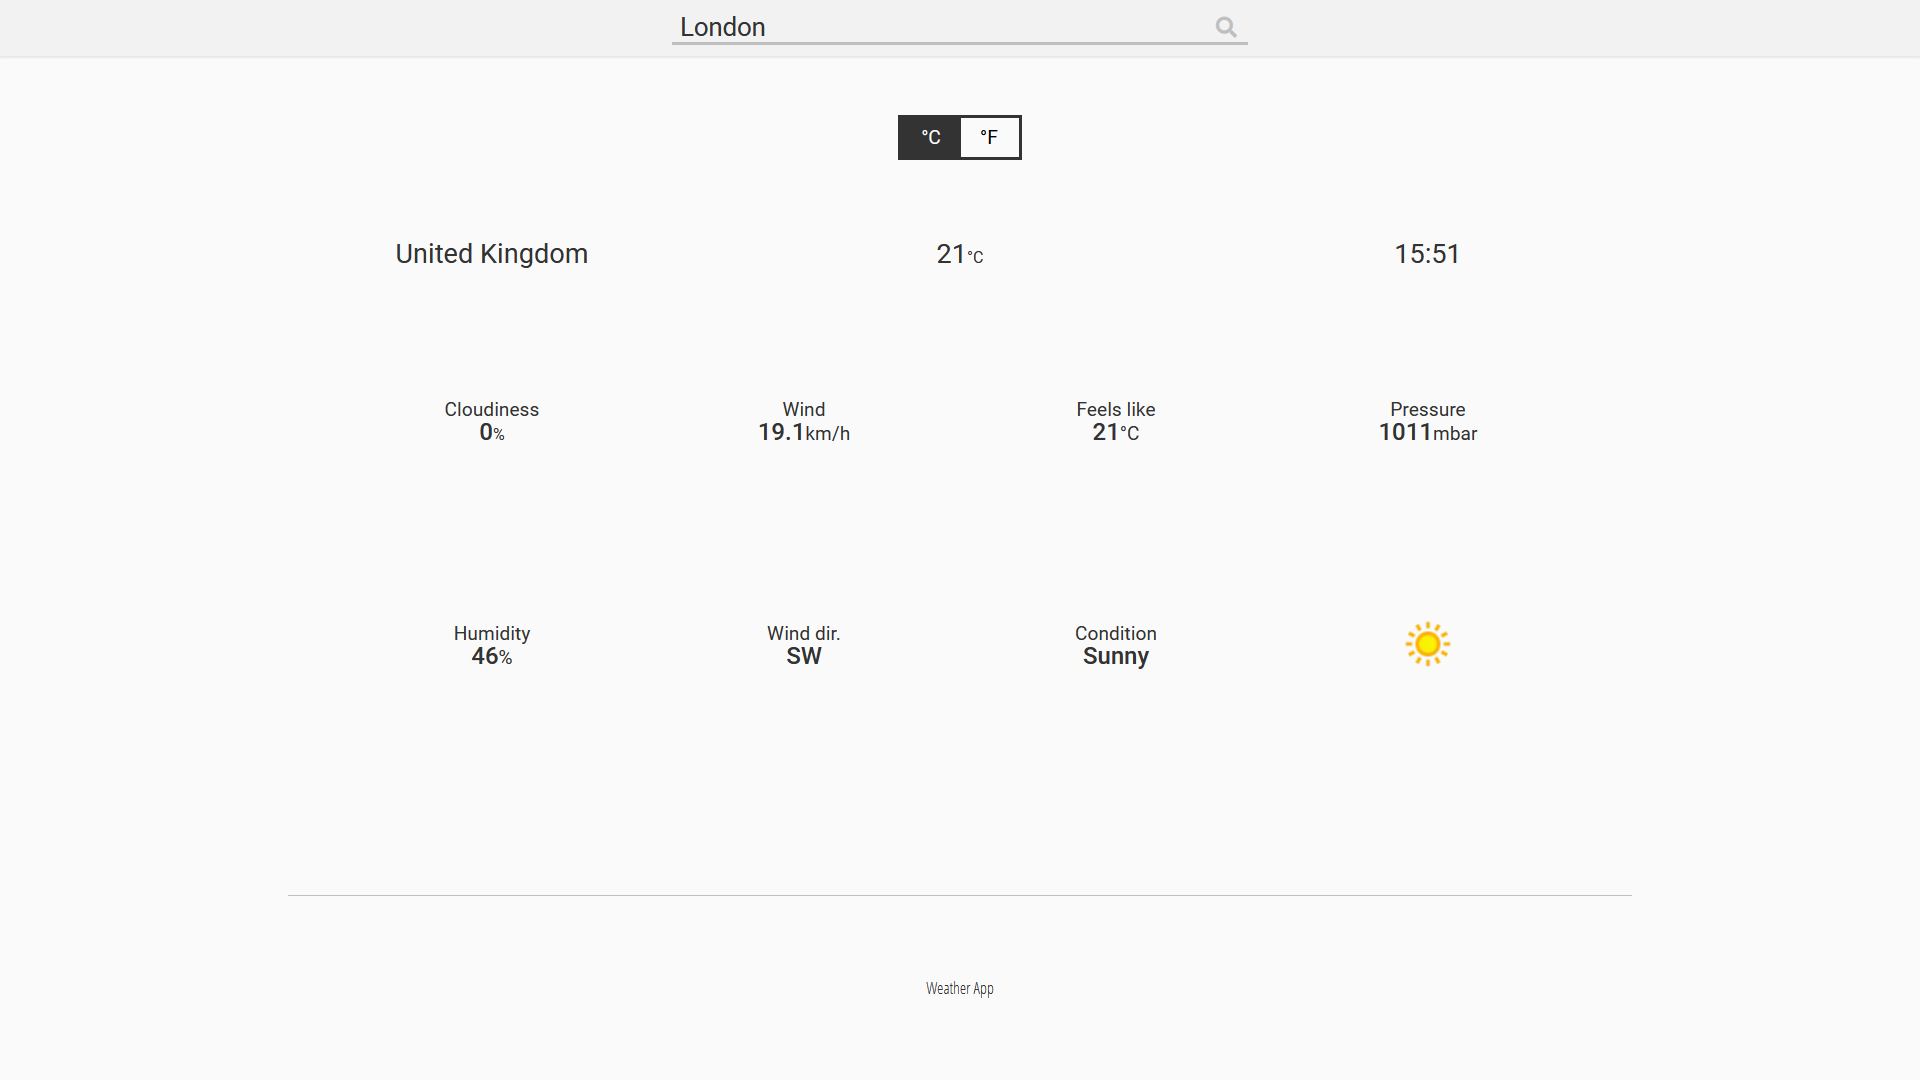 London
°C °F
United Kingdom 21°C 15:51
Cloudiness Wind Feels like Pressure
0% 19.1km/h 21°C 1011mbar
Humidity Wind dir. Condition
46% SW Sunny
Weather App